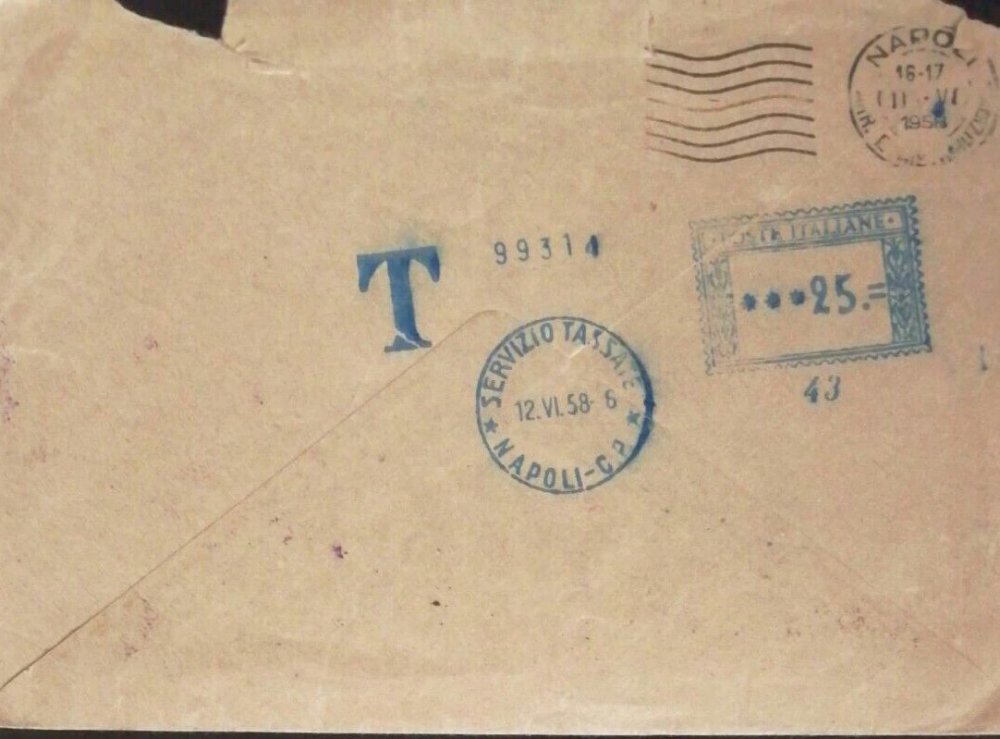 NAPOLI
16-17
1958
POSTE ITALIANE
***25.=
43
T
99314
SERVIZIO TASSATE
12.VI.58-6
NAPOLI-C.P.